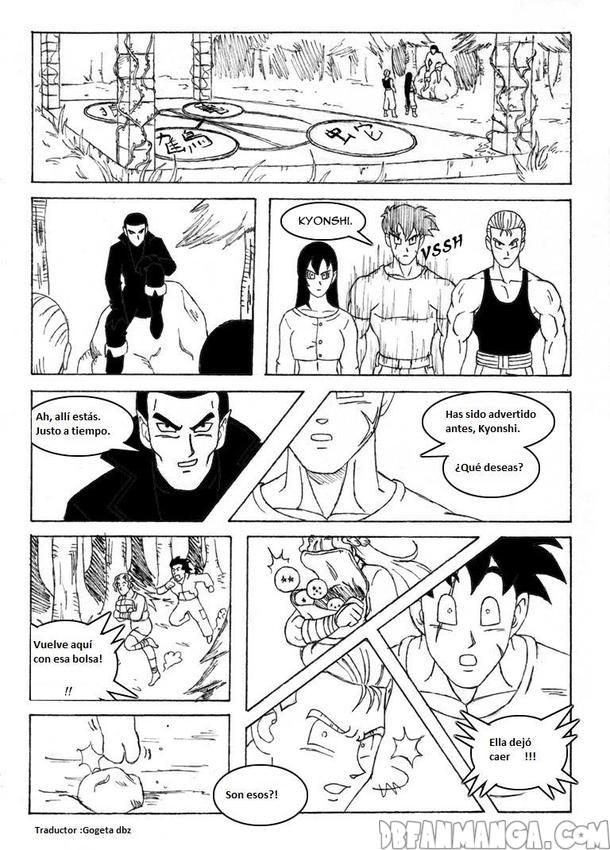 鶴
KYONSHI.
VSSH
Ah, allí estás.
Justo a tiempo.
Has sido advertido
antes, Kyonshi.
¿Qué deseas?
Vuelve aquí
con esa bolsa!
!!
Ella dejó
caer !!!
Son esos?!
Traductor :Gogeta dbz
DBFANMANGA.COM